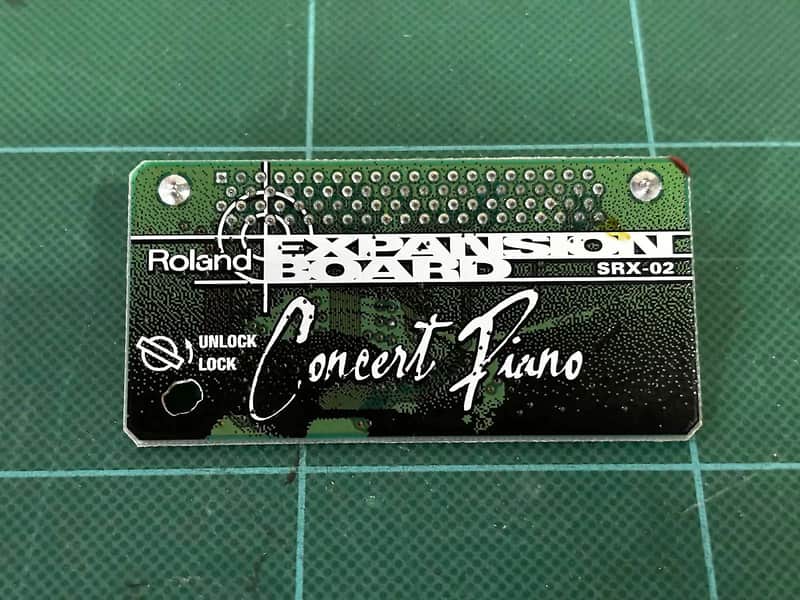 Roland
EXPANSION
BOARD
SRX-02
UNLOCK
LOCK
Concert Piano